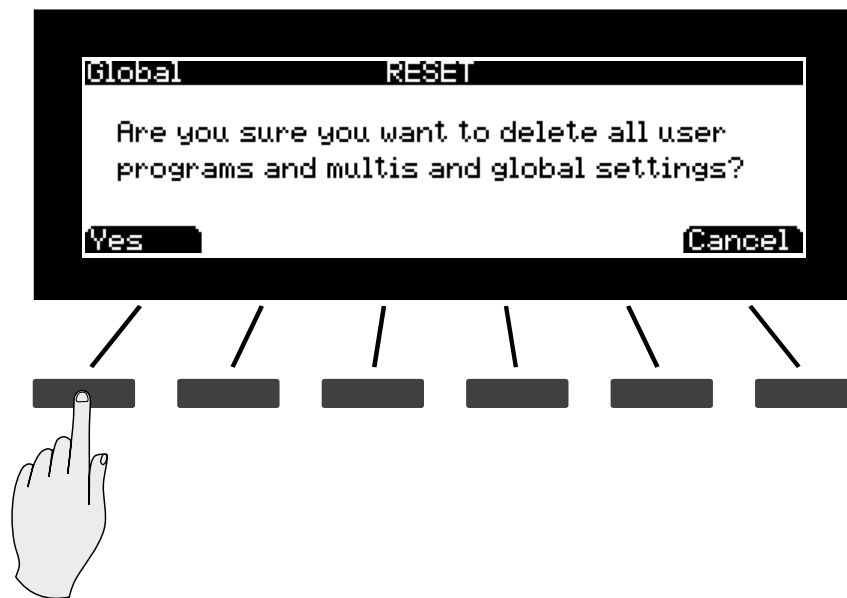 Global RESET
Are you sure you want to delete all user
programs and multis and global settings?
Yes Cancel